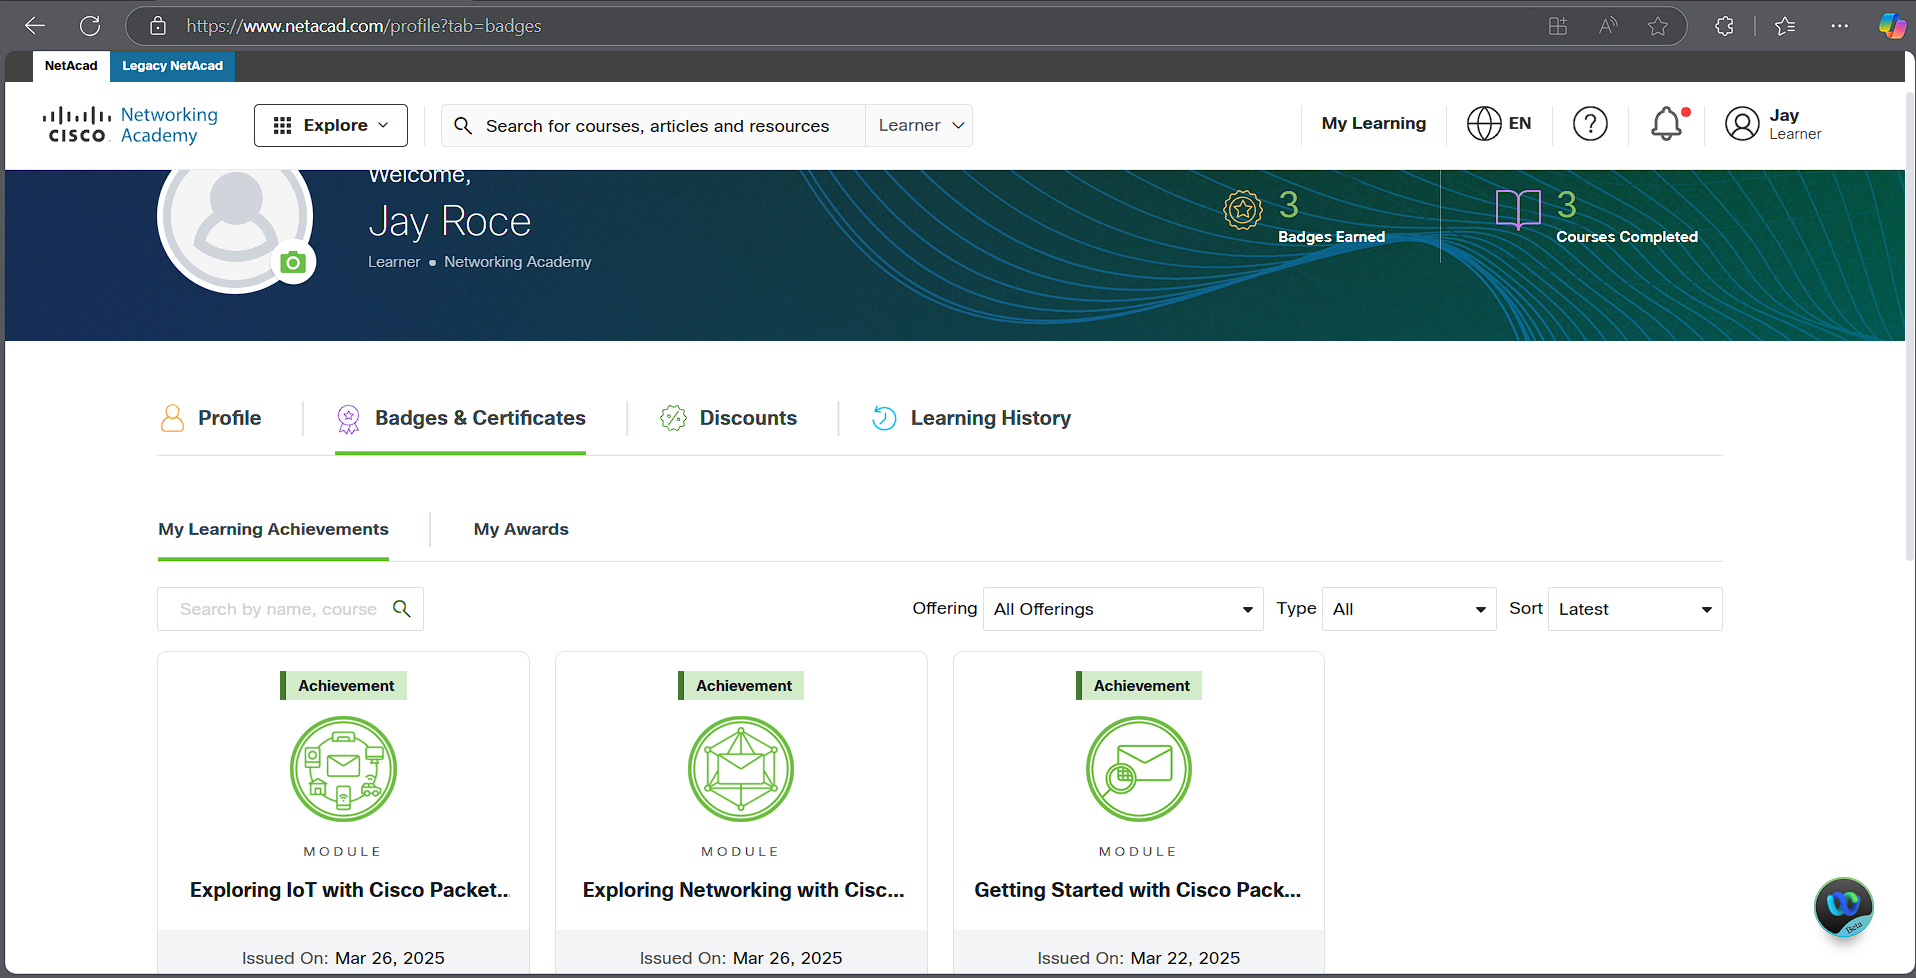 https://www.netacad.com/profile?tab=badges
NetAcad
Legacy NetAcad
CISCO
Networking
Academy
Explore
Search for courses, articles and resources
Learner
My Learning
EN
Jay
Learner
Welcome,
Jay Roce
Learner • Networking Academy
3
Badges Earned
3
Courses Completed
Profile
Badges & Certificates
Discounts
Learning History
My Learning Achievements
My Awards
Search by name, course
Offering
All Offerings
Type
All
Sort
Latest
Achievement
MODULE
Exploring IoT with Cisco Packet...
Issued On: Mar 26, 2025
Achievement
MODULE
Exploring Networking with Cisc...
Issued On: Mar 26, 2025
Achievement
MODULE
Getting Started with Cisco Pack...
Issued On: Mar 22, 2025
Beta